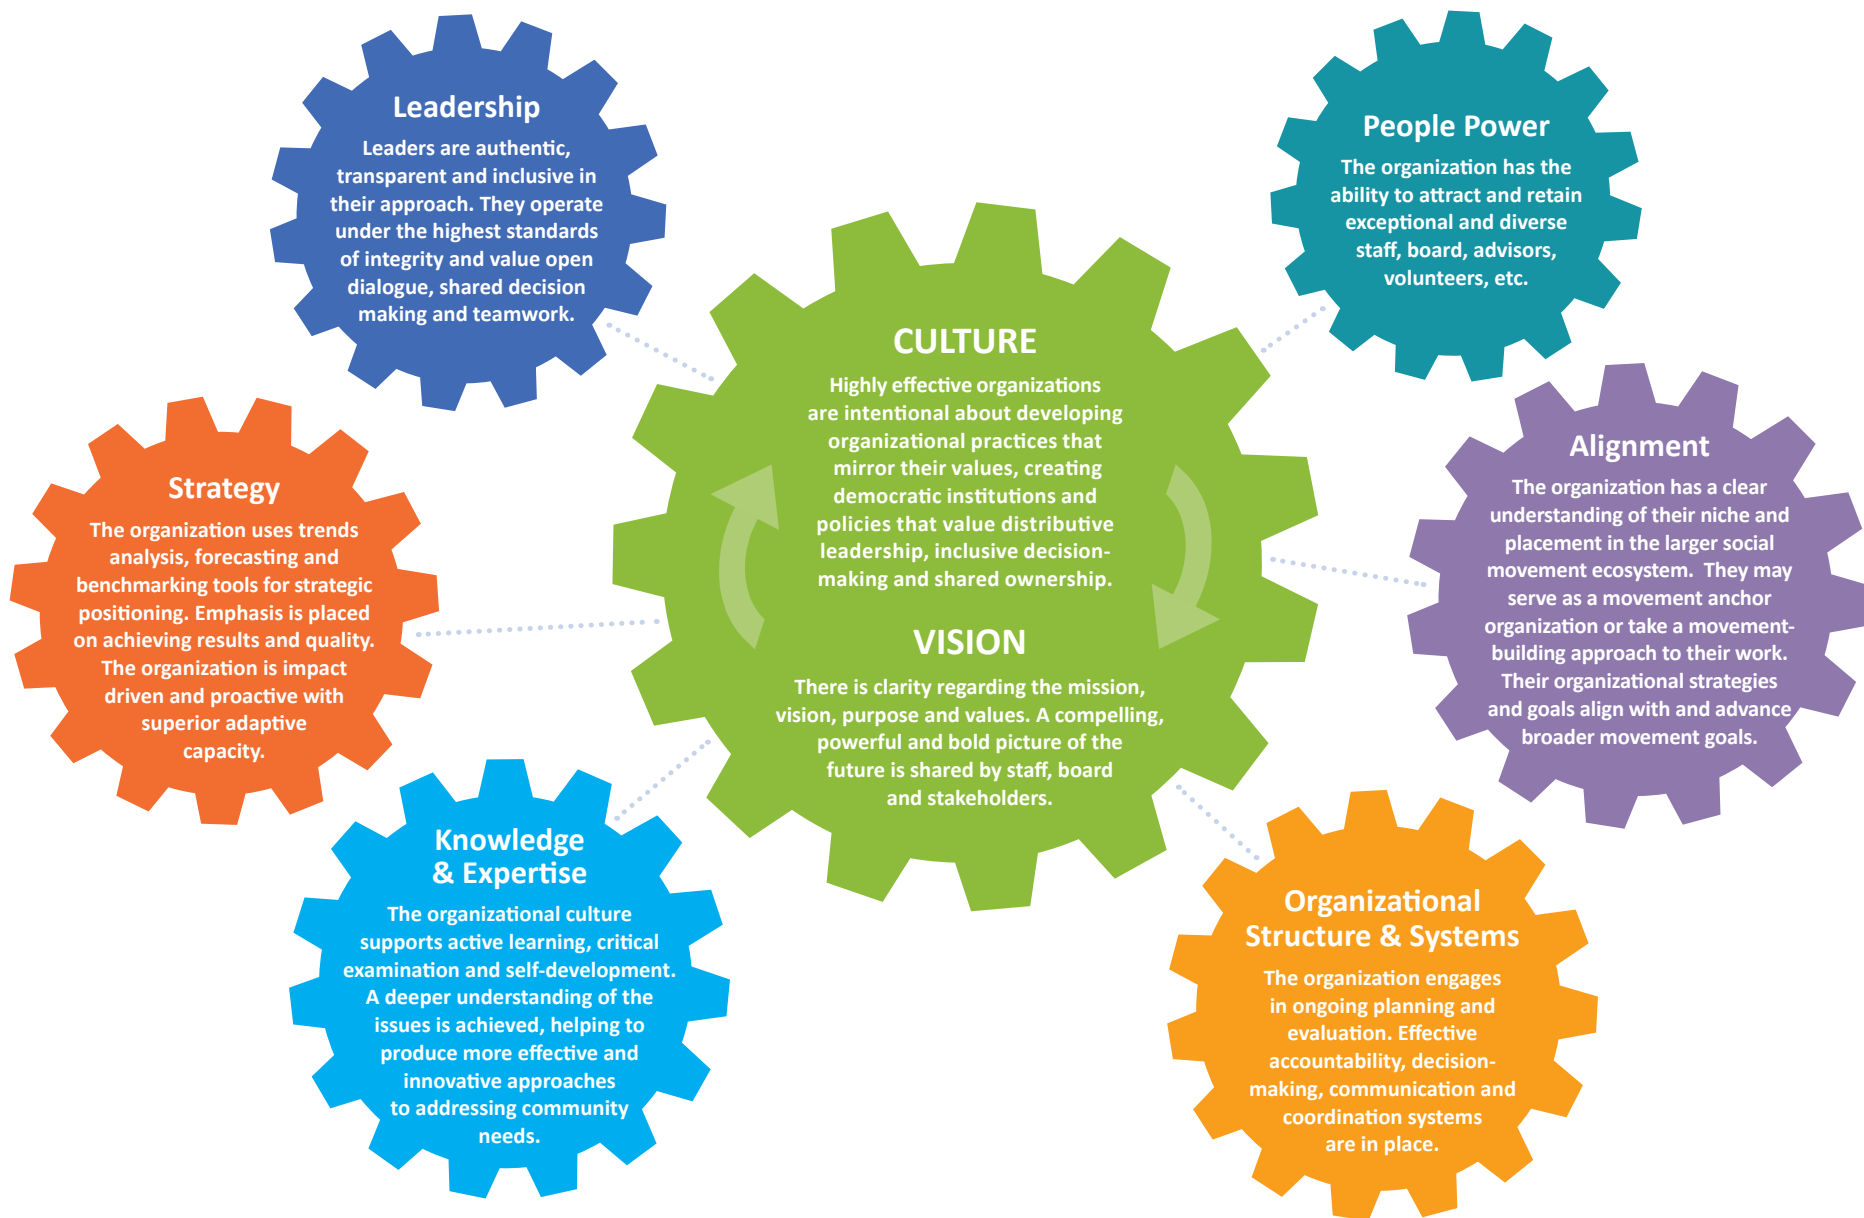 Leadership
Leaders are authentic,
transparent and inclusive in
their approach. They operate
under the highest standards
of integrity and value open
dialogue, shared decision
making and teamwork.
People Power
The organization has the
ability to attract and retain
exceptional and diverse
staff, board, advisors,
volunteers, etc.
CULTURE
Highly effective organizations
are intentional about developing
organizational practices that
mirror their values, creating
democratic institutions and
policies that value distributive
leadership, inclusive decision-
making and shared ownership.
VISION
There is clarity regarding the mission,
vision, purpose and values. A compelling,
powerful and bold picture of the
future is shared by staff, board
and stakeholders.
Strategy
The organization uses trends
analysis, forecasting and
benchmarking tools for strategic
positioning. Emphasis is placed
on achieving results and quality.
The organization is impact
driven and proactive with
superior adaptive
capacity.
Alignment
The organization has a clear
understanding of their niche and
placement in the larger social
movement ecosystem.  They may
serve as a movement anchor
organization or take a movement-
building approach to their work.
Their organizational strategies
and goals align with and advance
broader movement goals.
Knowledge
& Expertise
The organizational culture
supports active learning, critical
examination and self-development.
A deeper understanding of the
issues is achieved, helping to
produce more effective and
innovative approaches
to addressing community
needs.
Organizational
Structure & Systems
The organization engages
in ongoing planning and
evaluation. Effective
accountability, decision-
making, communication and
coordination systems
are in place.